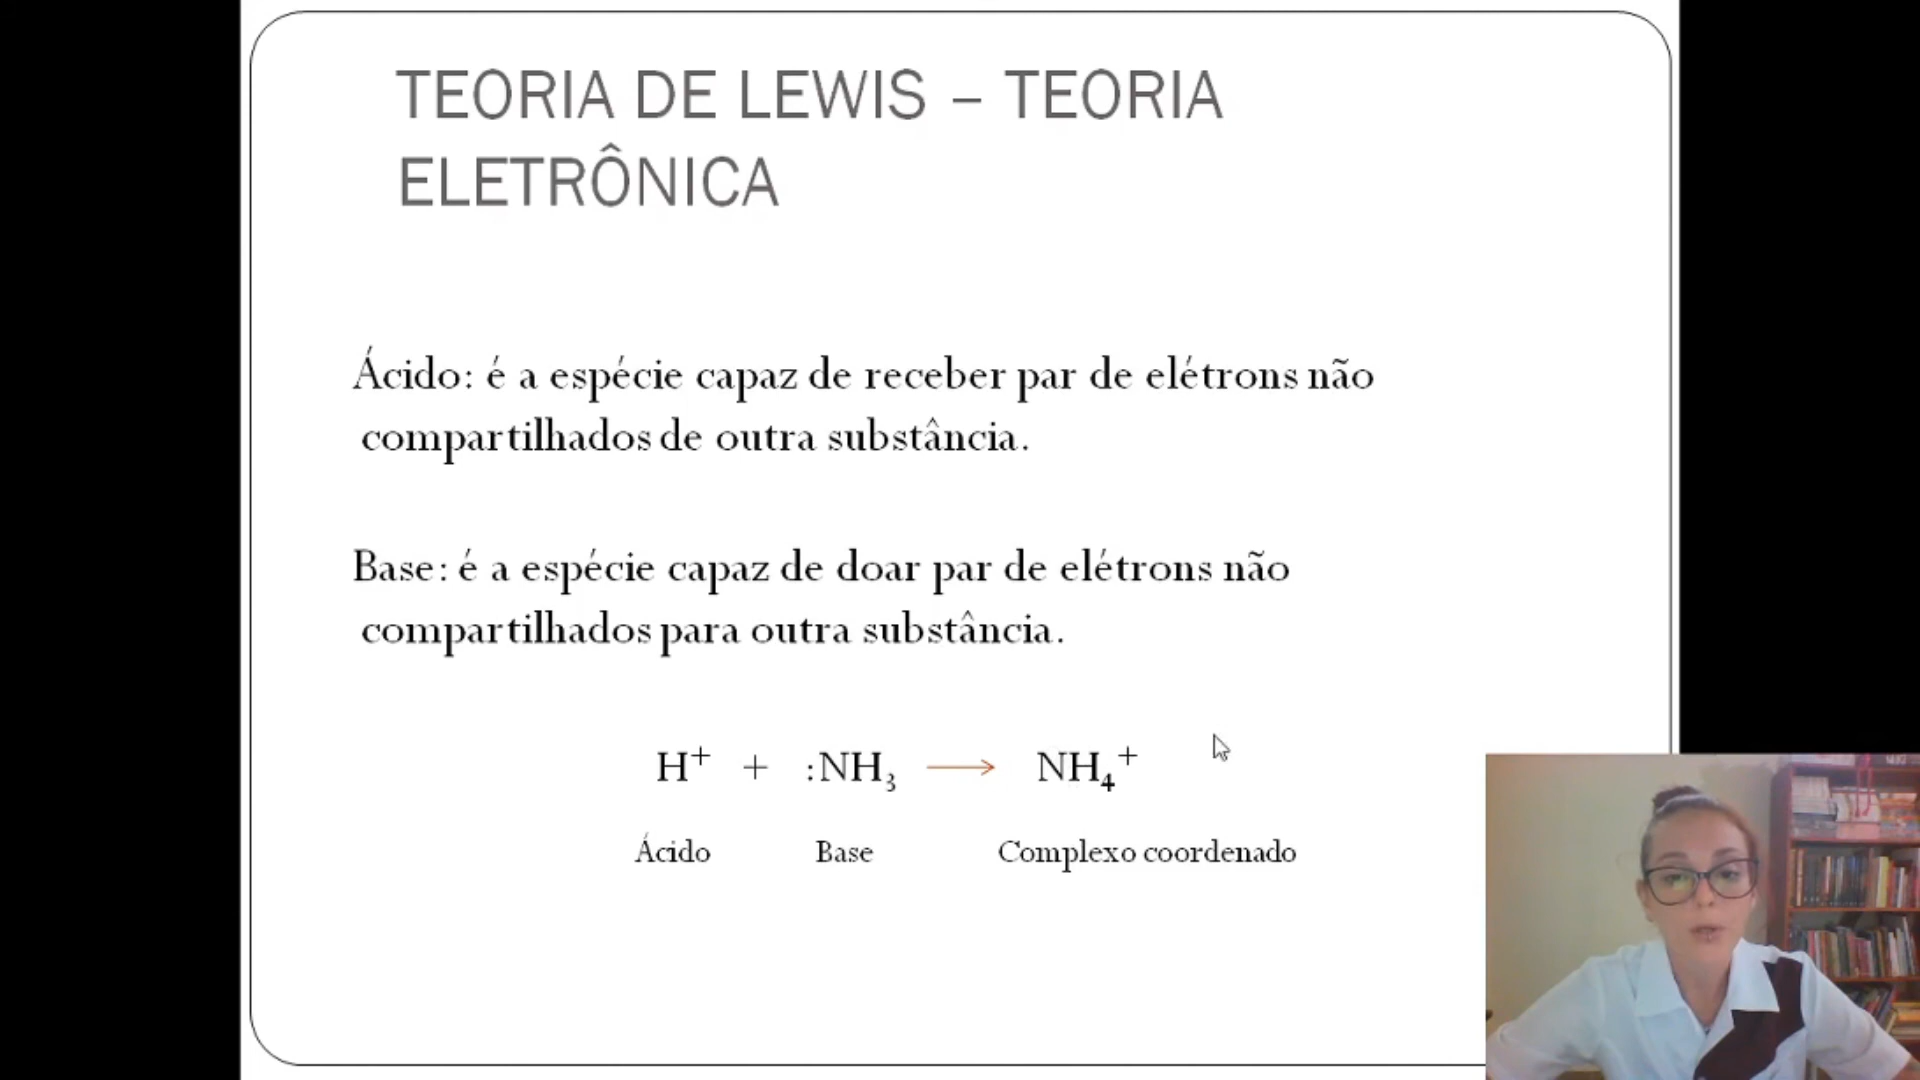 TEORIA DE LEWIS – TEORIA
ELETRÔNICA
Ácido: é a espécie capaz de receber par de elétrons não
compartilhados de outra substância.
Base: é a espécie capaz de doar par de elétrons não
compartilhados para outra substância.
H⁺ + :NH₃ → NH₄⁺
Ácido Base Complexo coordenado